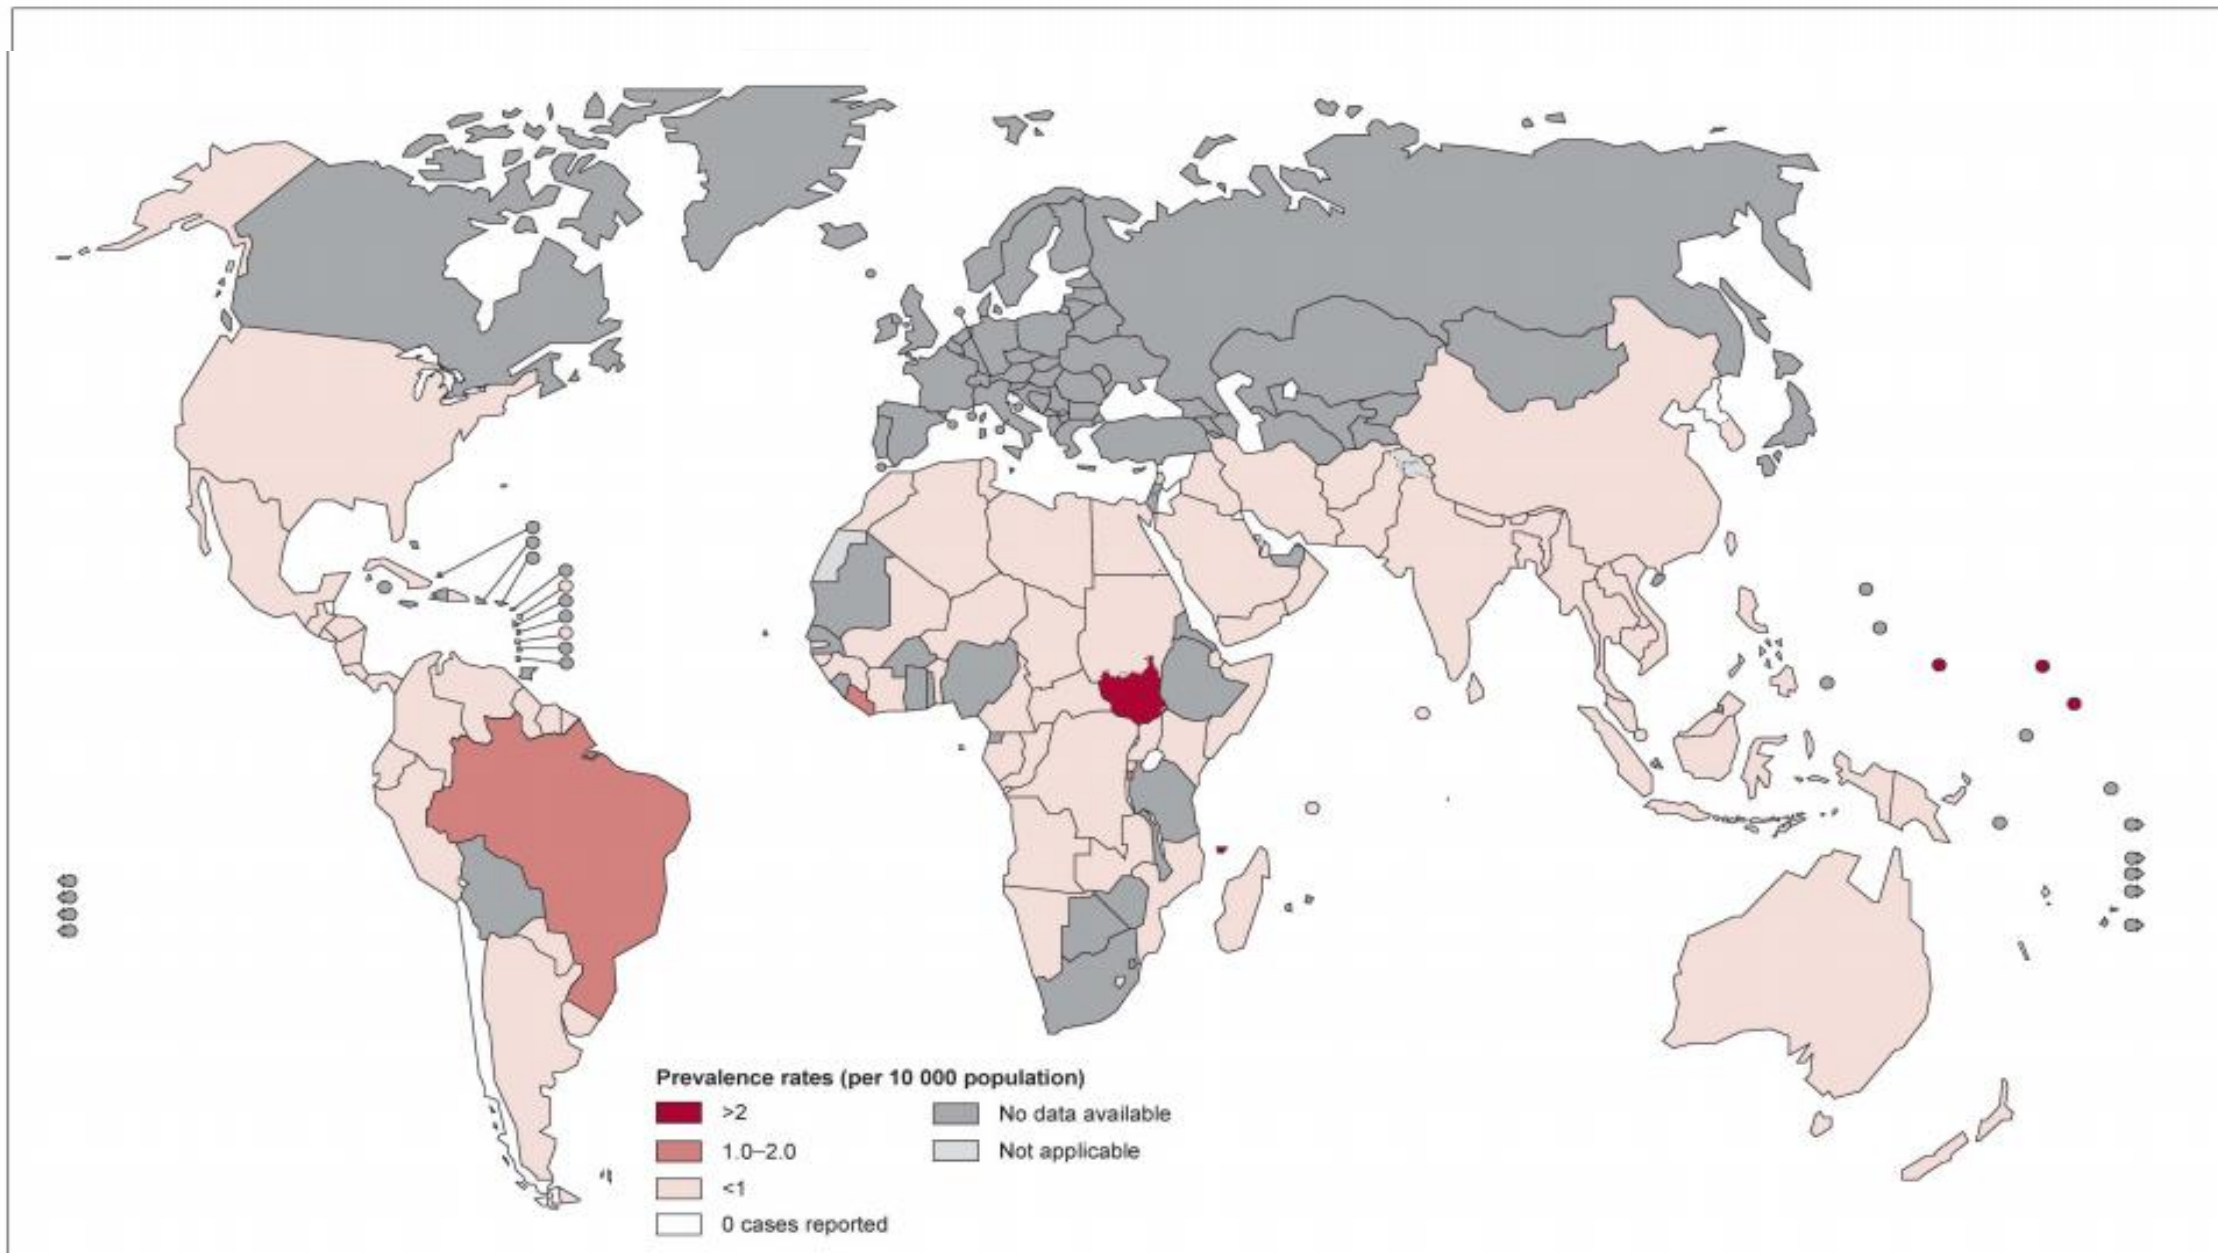 Prevalence rates (per 10 000 population)
>2
1.0–2.0
<1
0 cases reported
No data available
Not applicable